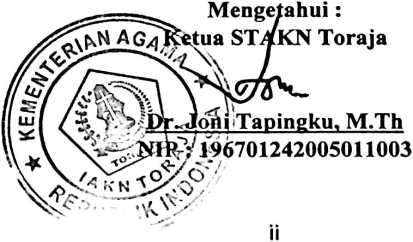 Mengetahui :
Ketua STAKN Toraja
Dr. Joni Tapingku, M.Th
NIP : 196701242005011003
KEMENTERIAN AGAMA
IAKN TORAJA
REPUBLIK INDONESIA
ii